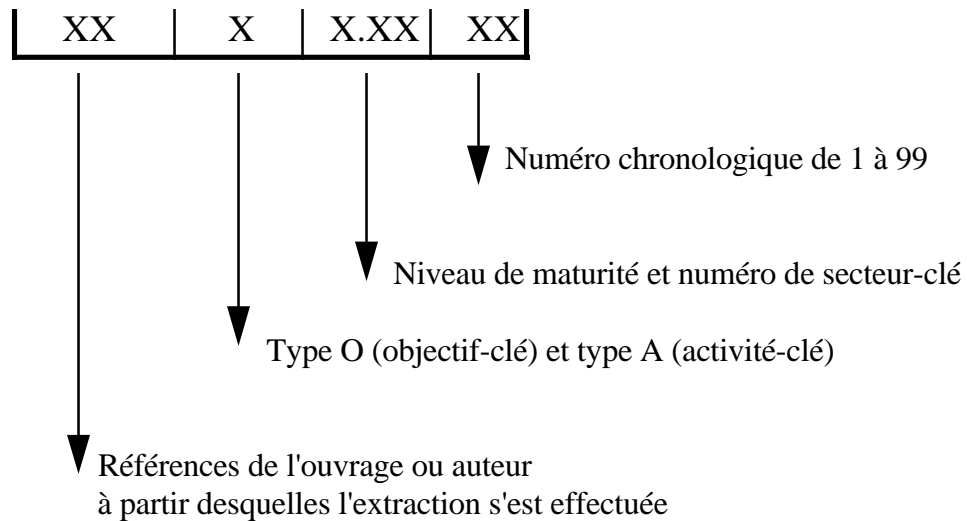 XX X X.XX XX
Numéro chronologique de 1 à 99
Niveau de maturité et numéro de secteur-clé
Type O (objectif-clé) et type A (activité-clé)
Références de l'ouvrage ou auteur
à partir desquelles l'extraction s'est effectuée